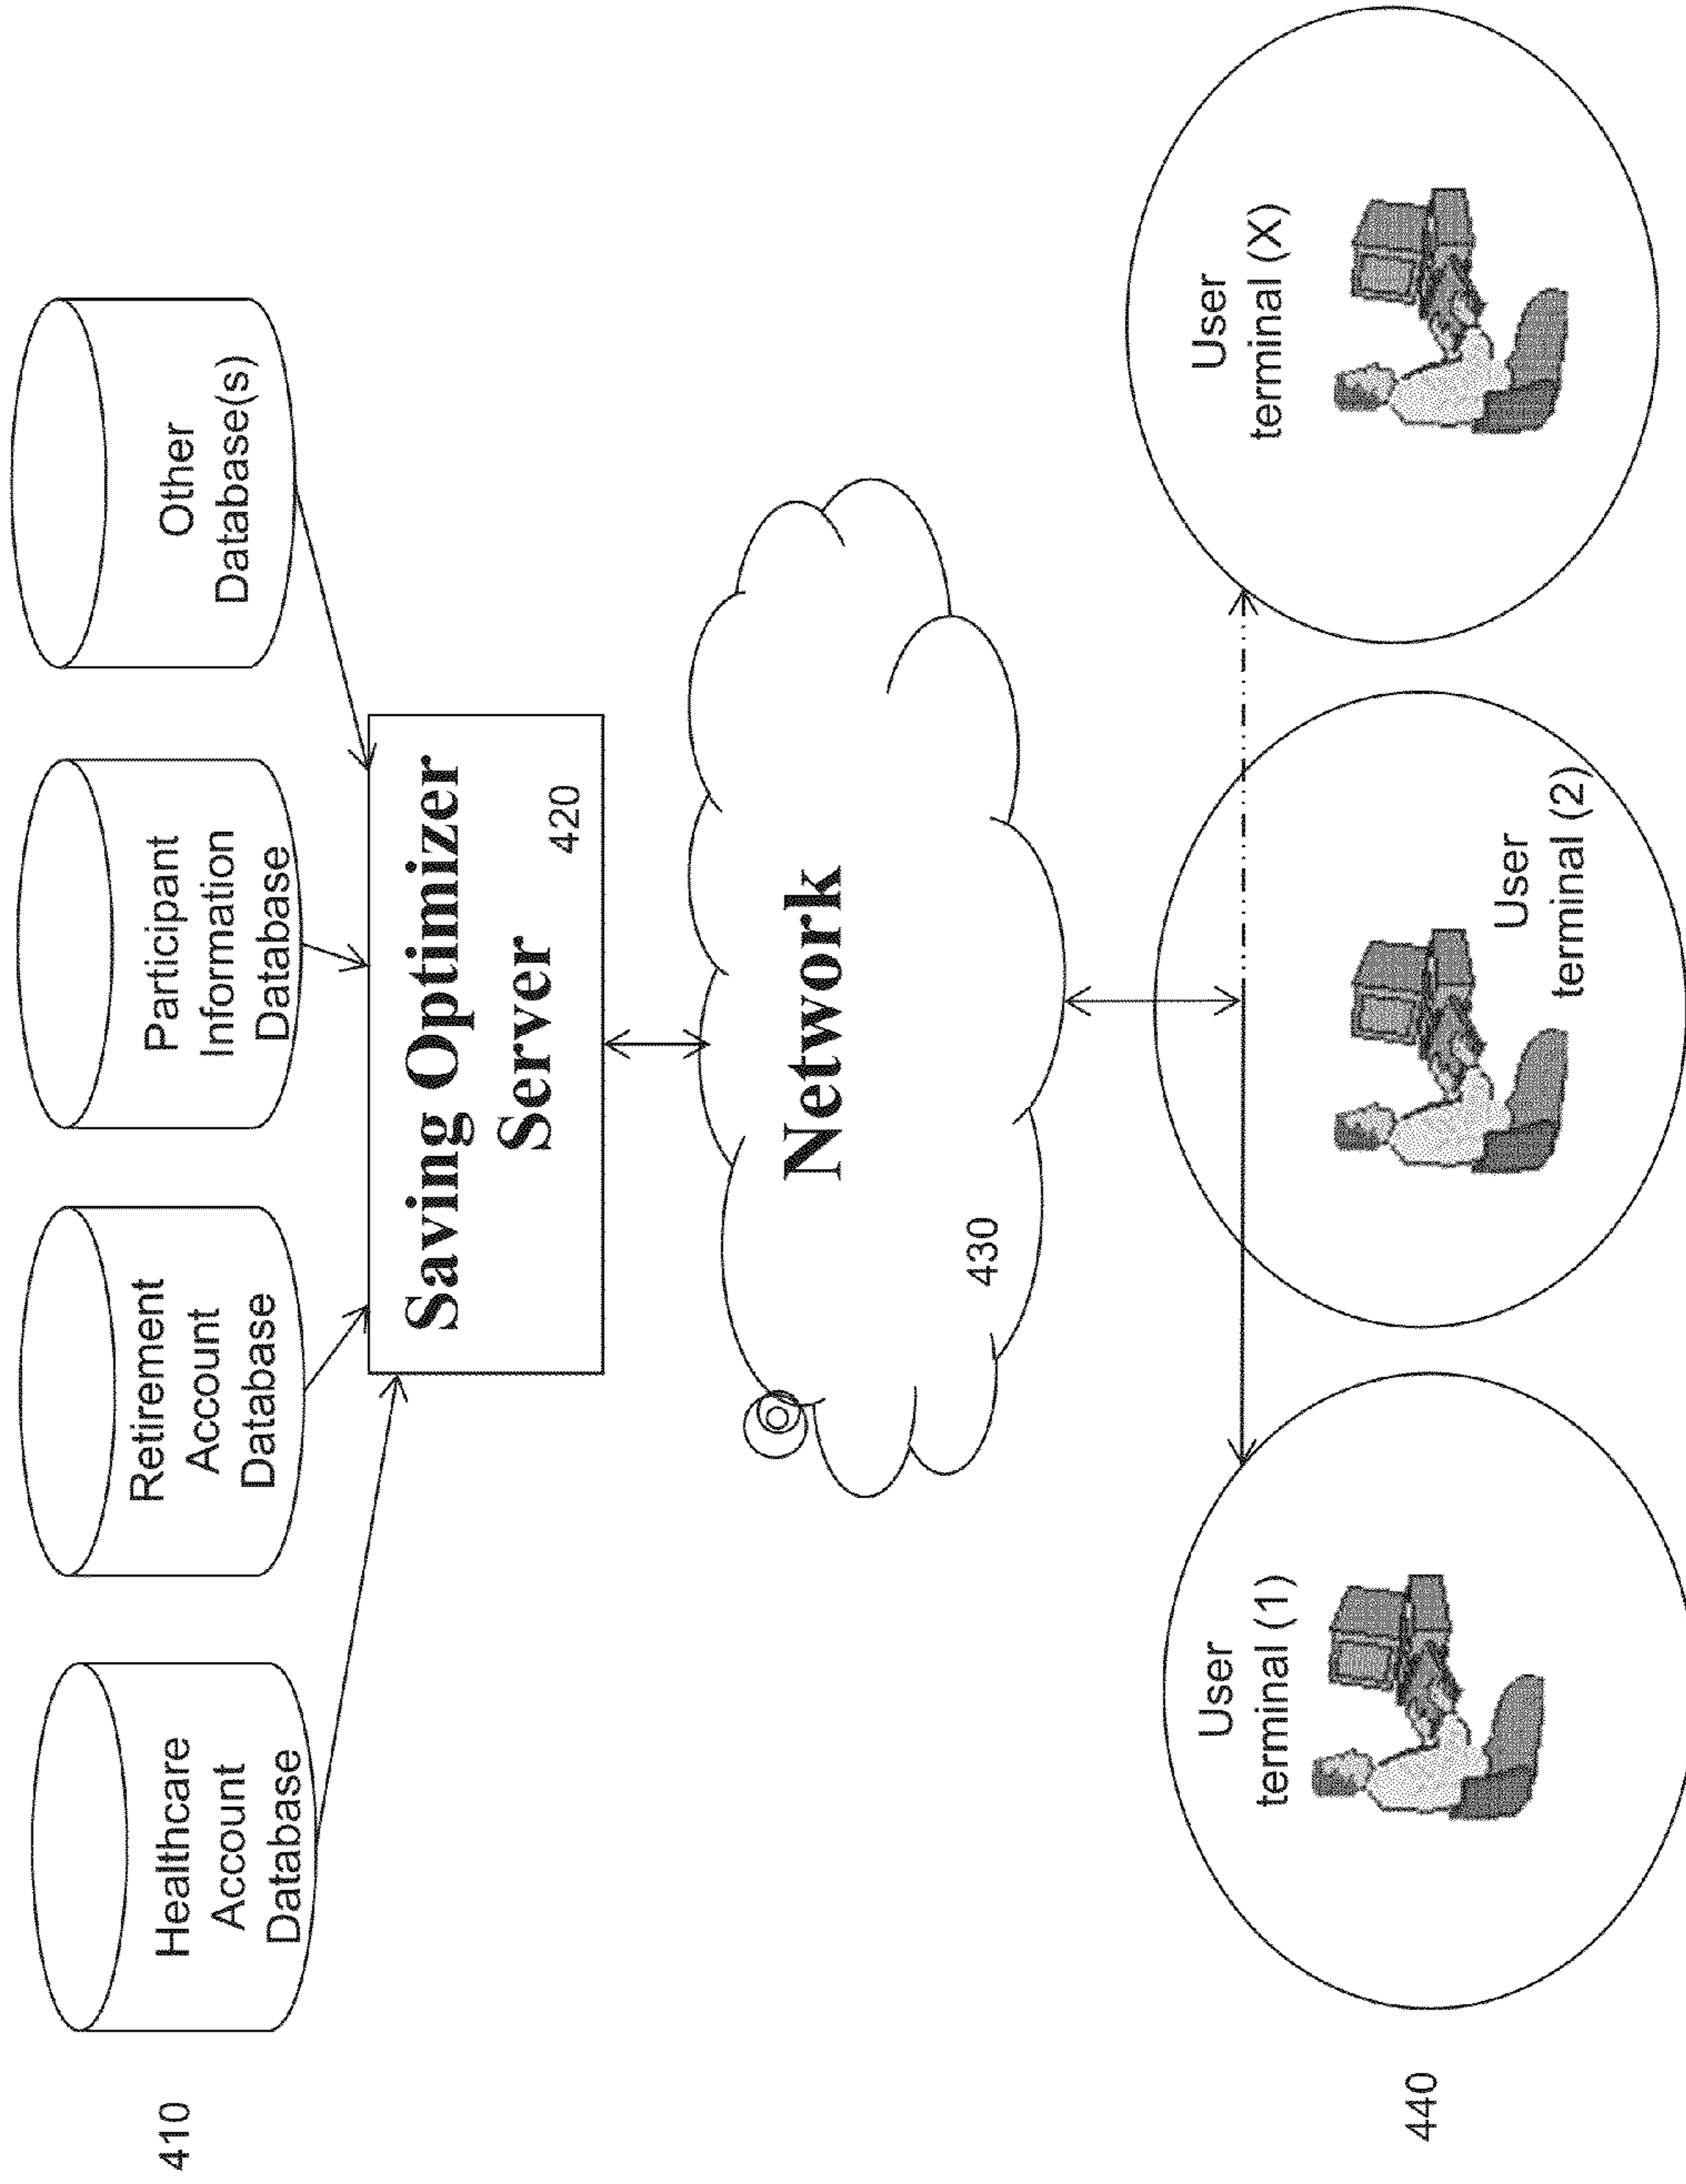 410
Healthcare
Account
Database
Retirement
Account
Database
Participant
Information
Database
Other
Database(s)
Saving Optimizer
Server
420
Network
430
440
User
terminal (1)
User
terminal (2)
User
terminal (X)